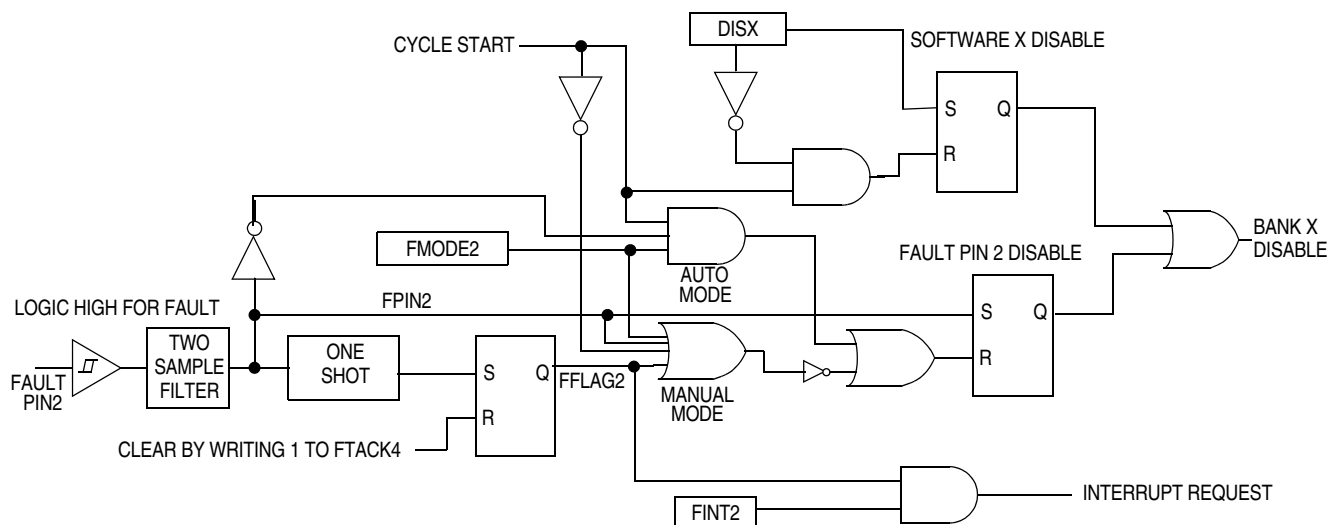 DISX
CYCLE START
SOFTWARE X DISABLE
S
Q
R
BANK X
DISABLE
FMODE2
AUTO
MODE
FAULT PIN 2 DISABLE
LOGIC HIGH FOR FAULT
FPIN2
S
Q
R
TWO
SAMPLE
FILTER
ONE
SHOT
FAULT
PIN2
S
Q
R
FFLAG2
MANUAL
MODE
CLEAR BY WRITING 1 TO FTACK4
INTERRUPT REQUEST
FINT2